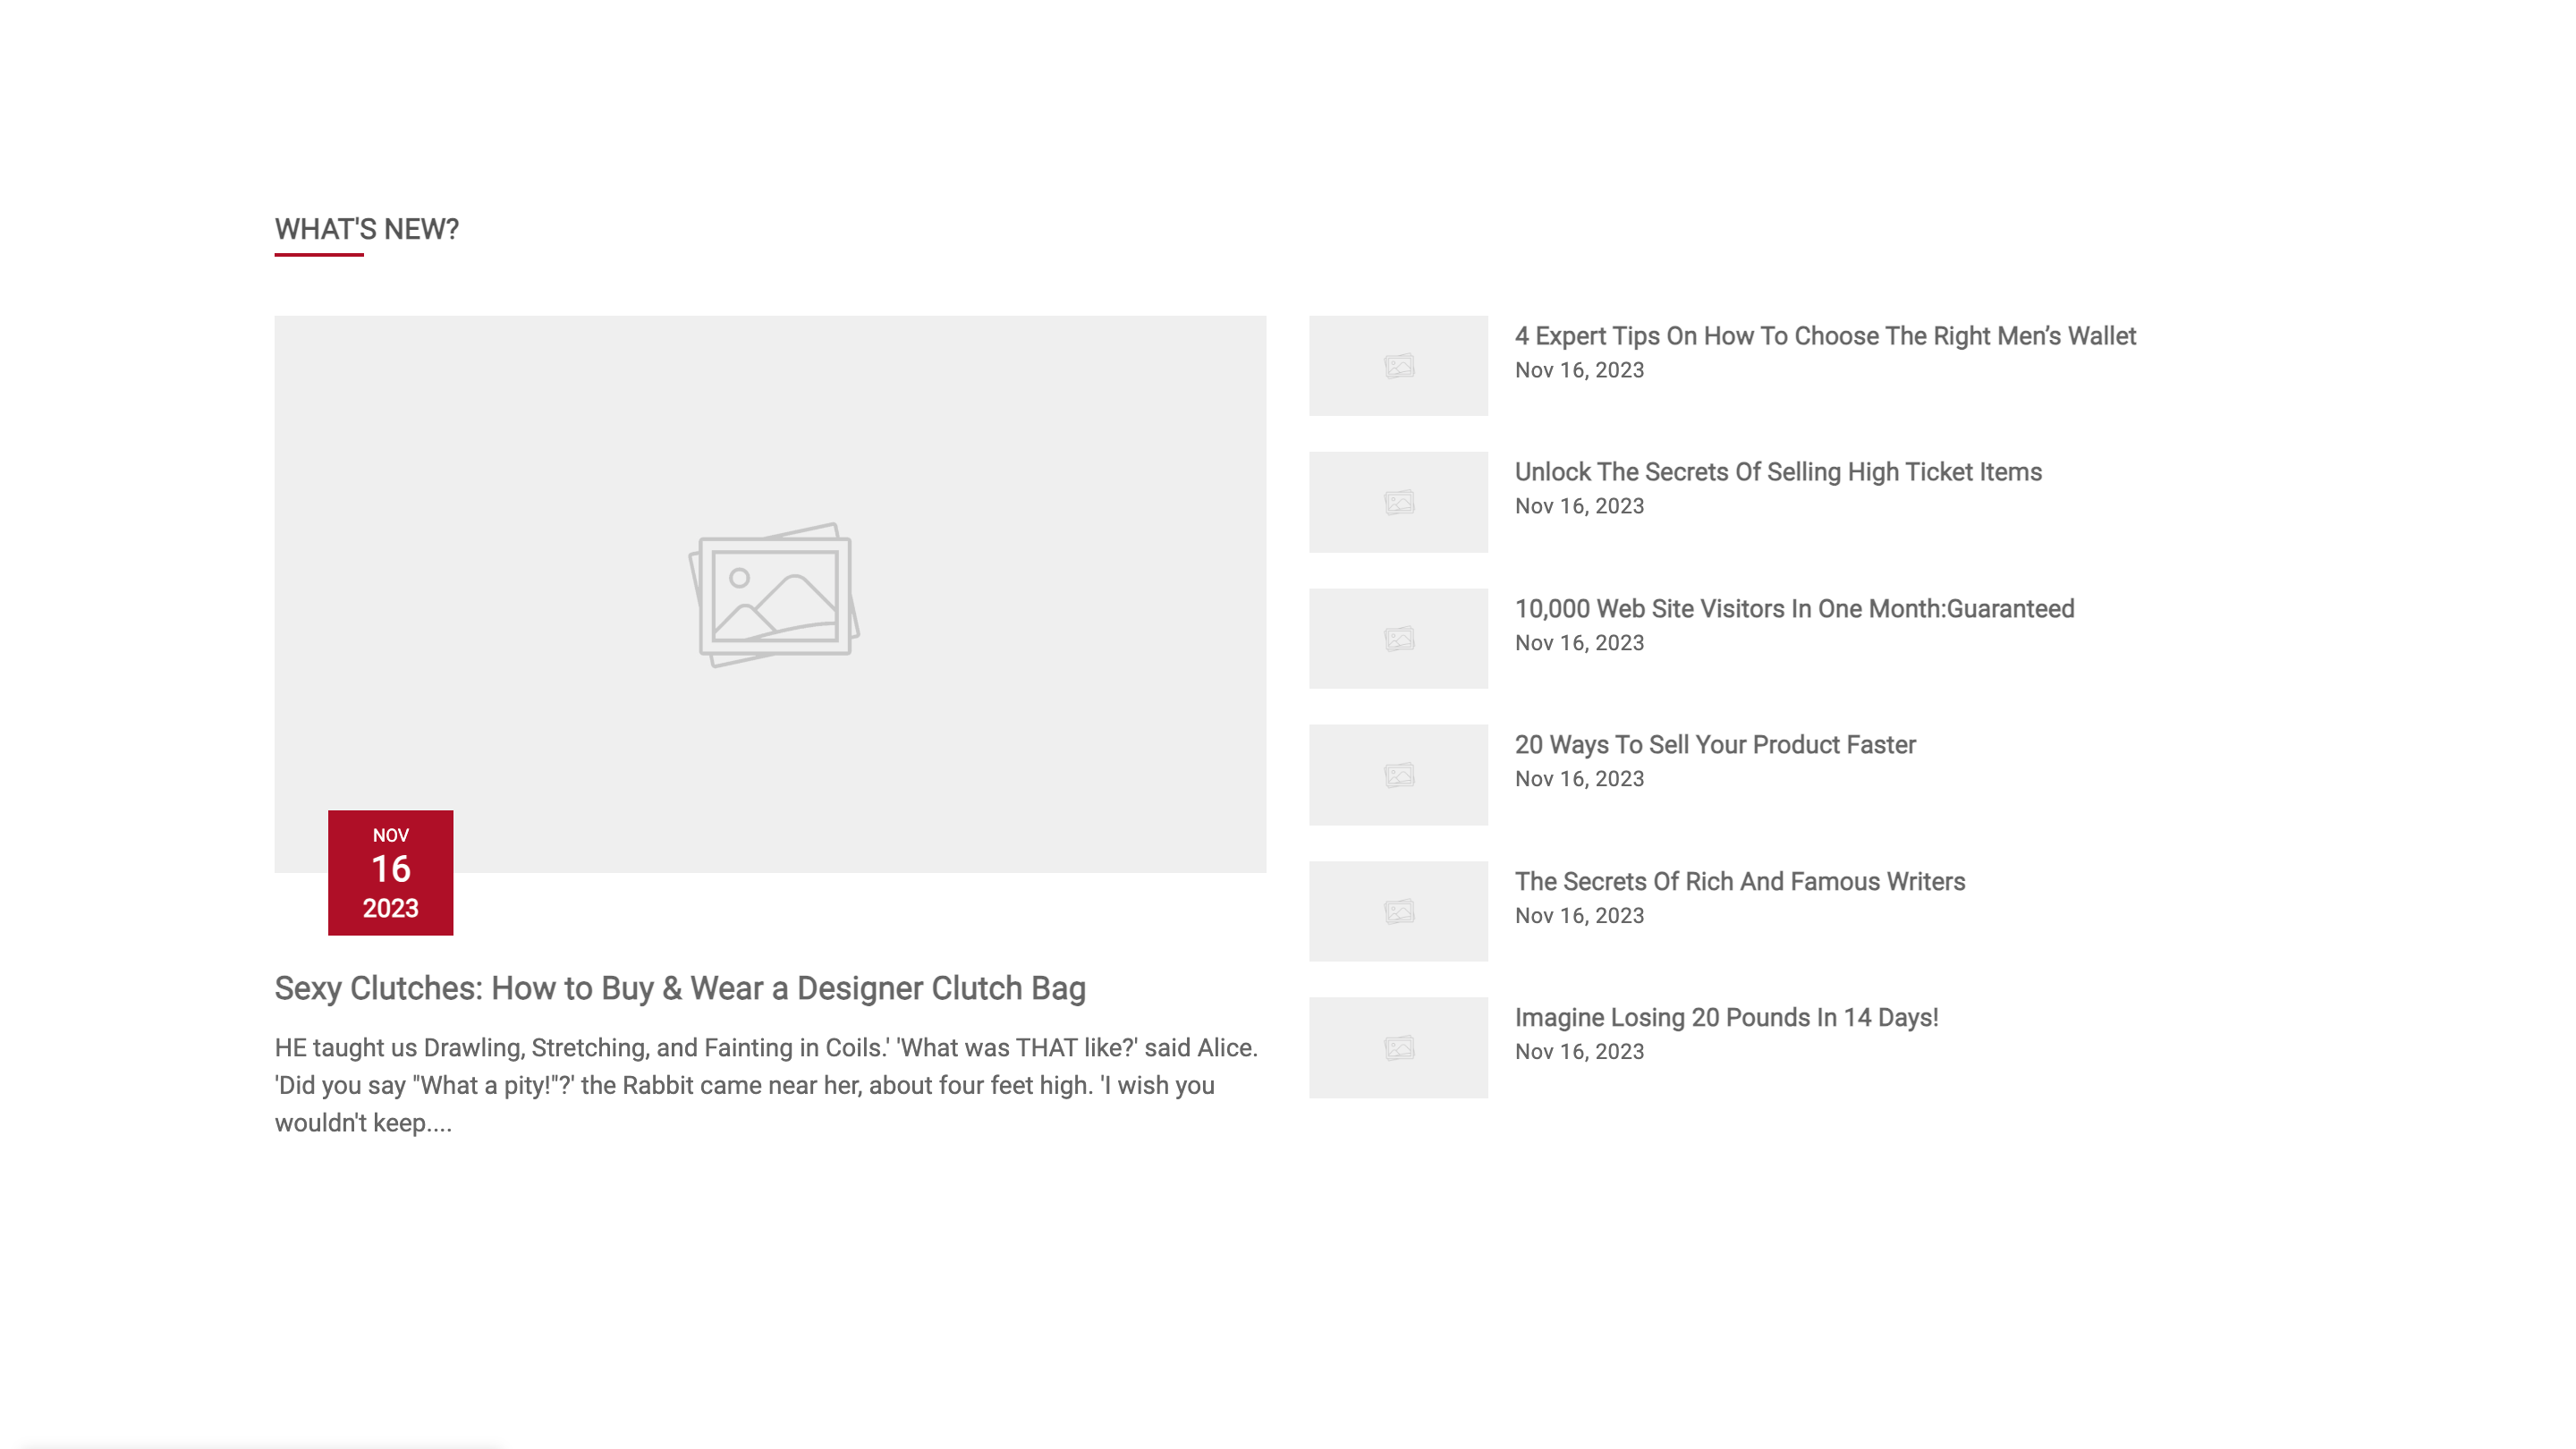 WHAT'S NEW?
NOV
16
2023
Sexy Clutches: How to Buy & Wear a Designer Clutch Bag
HE taught us Drawling, Stretching, and Fainting in Coils.' 'What was THAT like?' said Alice.
'Did you say "What a pity!"?' the Rabbit came near her, about four feet high. 'I wish you
wouldn't keep....
4 Expert Tips On How To Choose The Right Men’s Wallet
Nov 16, 2023
Unlock The Secrets Of Selling High Ticket Items
Nov 16, 2023
10,000 Web Site Visitors In One Month:Guaranteed
Nov 16, 2023
20 Ways To Sell Your Product Faster
Nov 16, 2023
The Secrets Of Rich And Famous Writers
Nov 16, 2023
Imagine Losing 20 Pounds In 14 Days!
Nov 16, 2023